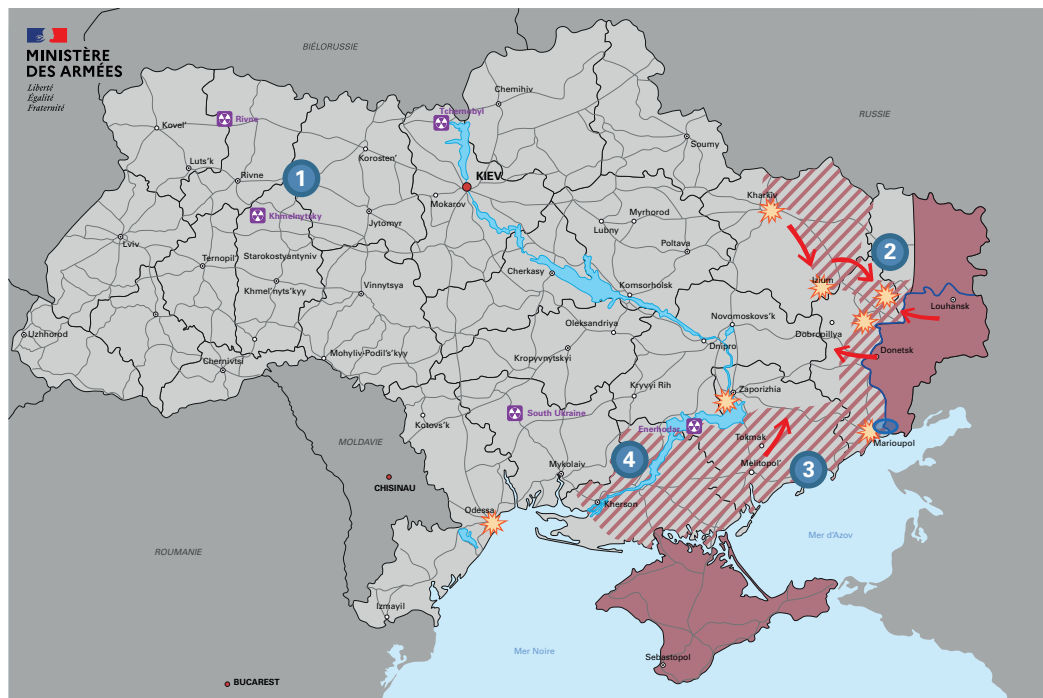 MINISTÈRE
DES ARMÉES
Liberté
Égalité
Fraternité
BIÉLORUSSIE
RUSSIE
Chernihiv
Tchernobyl
Rivne
Kovel'
Soumy
Korosten'
Luts'k
Rivne
1
KIEV
Kharkiv
Mokarov
Khmelnytsky
Jytomyr
Myrhorod
Lubny
Lviv
Poltava
2
Ternopil'
Starokostyantyniv
Cherkasy
Izium
Khmel'nyts'kyy
Vinnytsya
Komsorholsk
Louhansk
Novomoskovs'k
Oleksandriya
Uzhhorod
Dobropillya
Dnipro
Donetsk
Chernivtsi
Mohyliv-Podil's'kyy
Kropyvnytskyi
Kryvyi Rih
Zaporizhia
Kotovs'k
South Ukraine
Enerhodar
Tokmak
Marioupol
MOLDAVIE
4
Mykolaiv
Melitopol'
3
CHISINAU
Kherson
Odessa
Mer d'Azov
ROUMANIE
Izmayil
Mer Noire
Sebastopol
BUCAREST